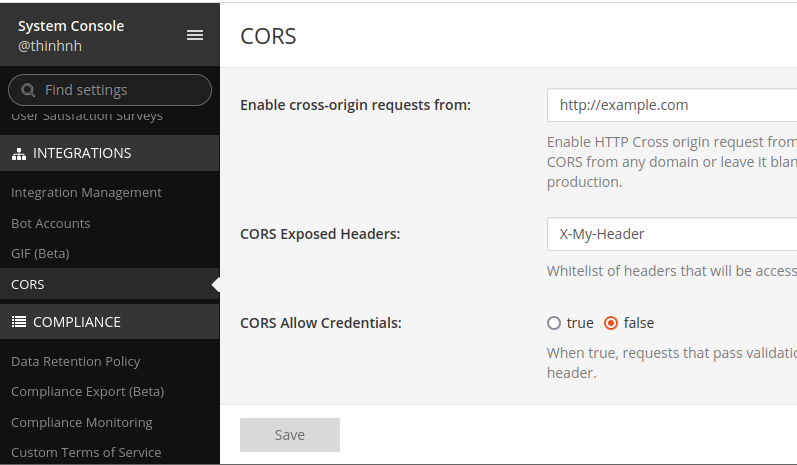 System Console
@thinhnh
Find settings
User Satisfaction Surveys
INTEGRATIONS
Integration Management
Bot Accounts
GIF (Beta)
CORS
COMPLIANCE
Data Retention Policy
Compliance Export (Beta)
Compliance Monitoring
Custom Terms of Service
CORS
Enable cross-origin requests from:
http://example.com
Enable HTTP Cross origin request from
CORS from any domain or leave it blan
production.
CORS Exposed Headers:
X-My-Header
Whitelist of headers that will be access
CORS Allow Credentials:
true false
When true, requests that pass validatio
header.
Save